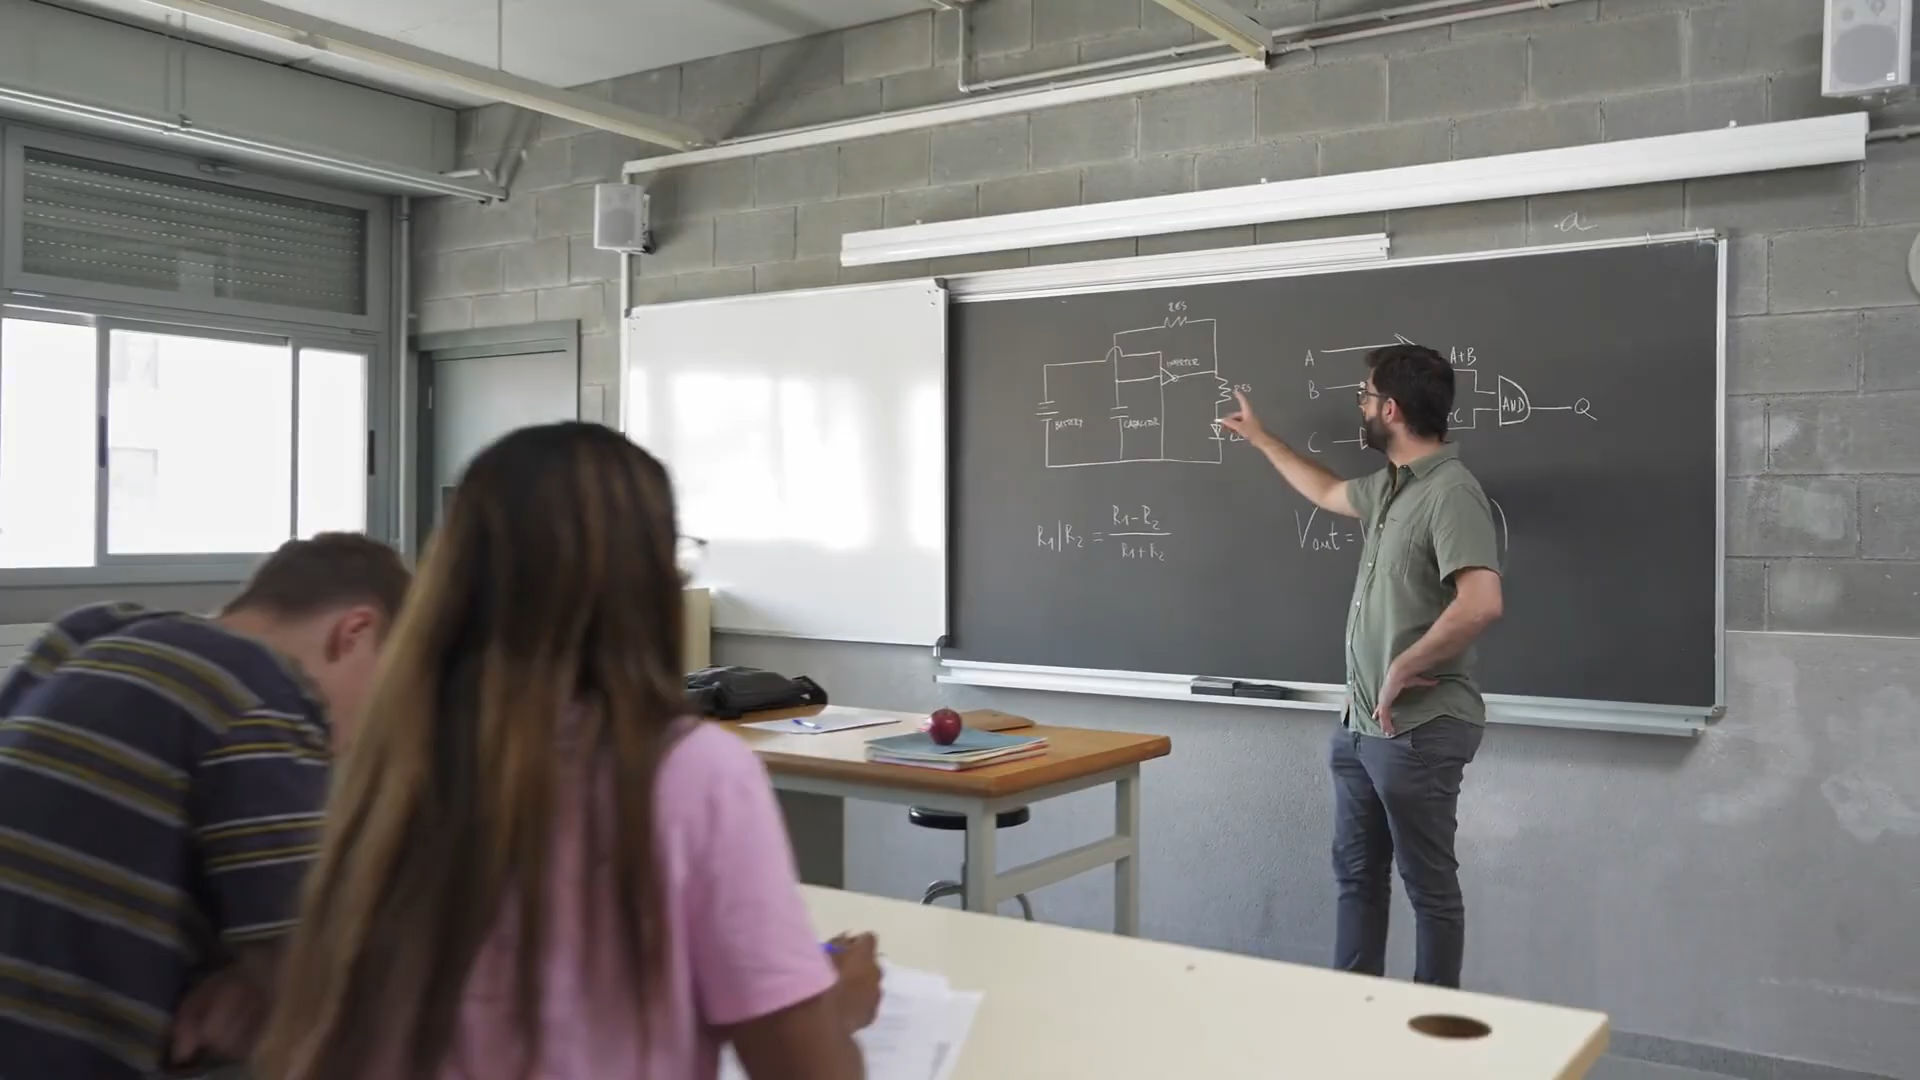 a
RES
INVERTER
RES
BATTERY
CAPACITOR
A
A+B
B
AND
Q
C
C
R1|R2 = R1-R2
R1+R2
Vout =